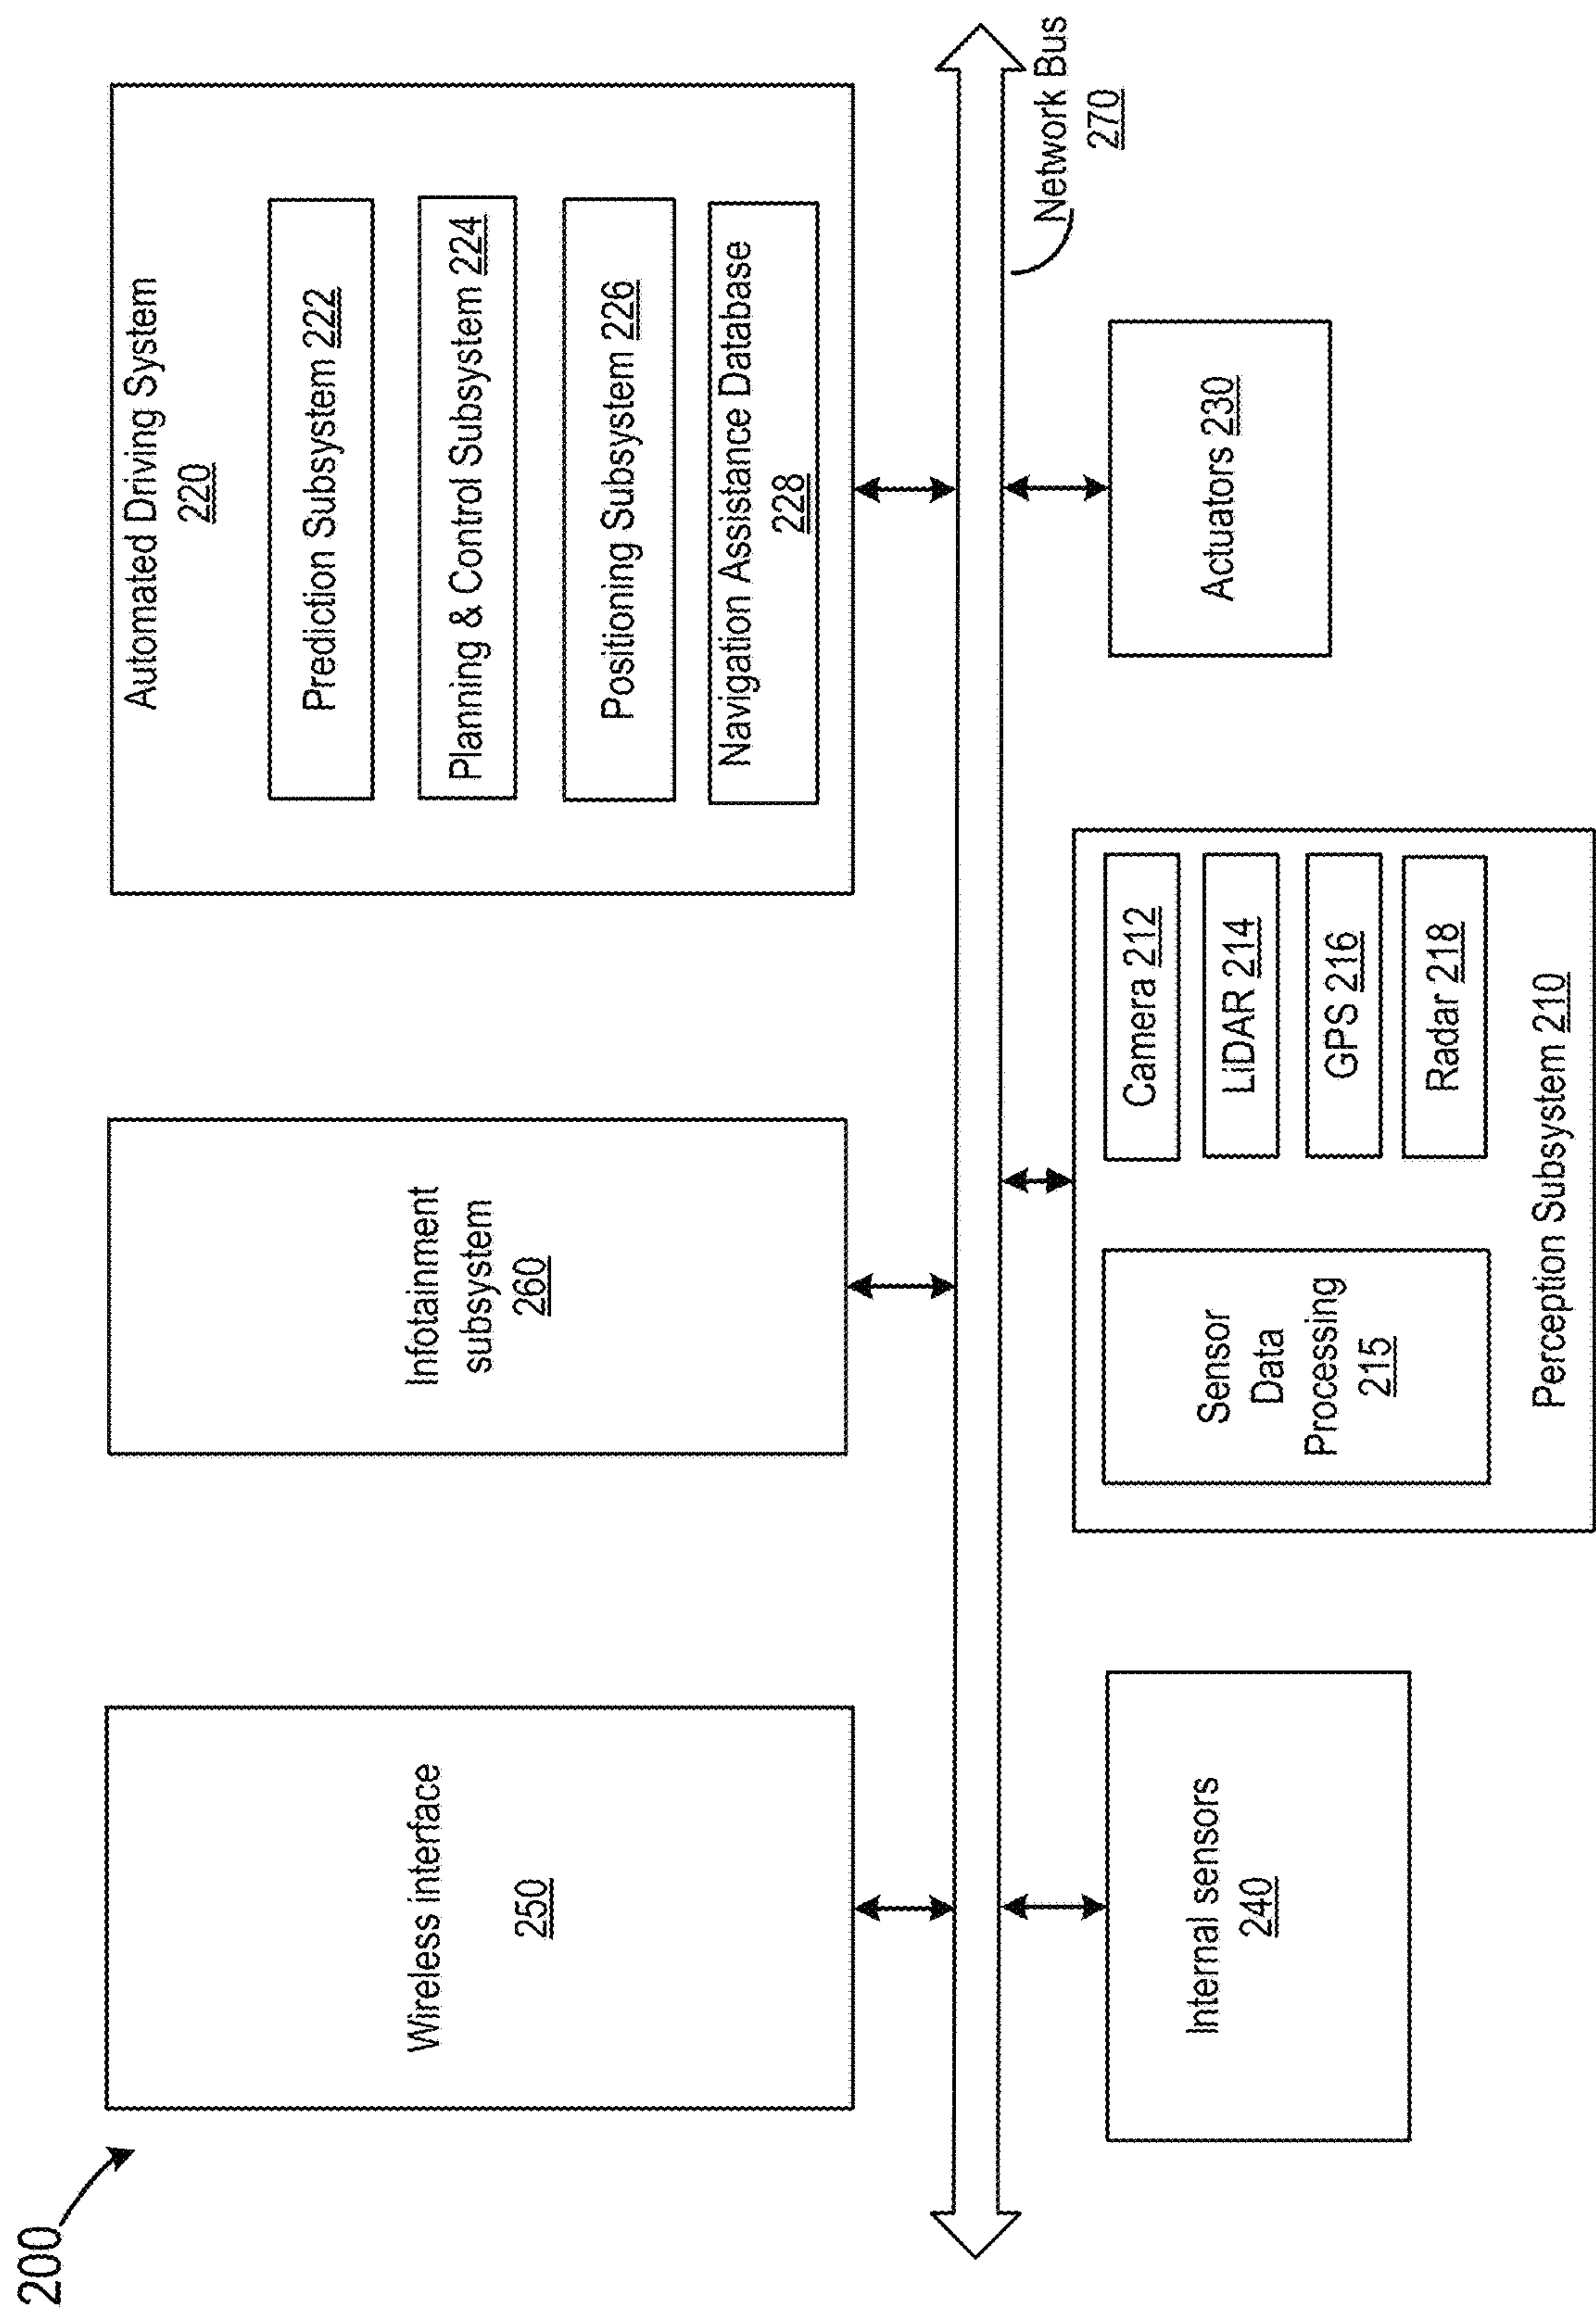 200
Wireless interface
250
Infotainment
subsystem
260
Automated Driving System
220
Prediction Subsystem 222
Planning & Control Subsystem 224
Positioning Subsystem 226
Navigation Assistance Database
228
Network Bus
270
Internal sensors
240
Sensor
Data
Processing
215
Camera 212
LiDAR 214
GPS 216
Radar 218
Perception Subsystem 210
Actuators 230